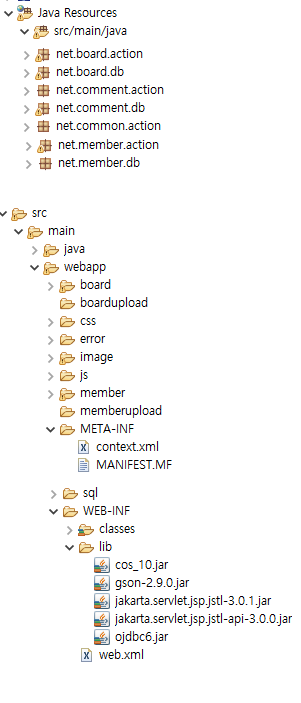 Java Resources
src/main/java
net.board.action
net.board.db
net.comment.action
net.comment.db
net.common.action
net.member.action
net.member.db
src
main
java
webapp
board
boardupload
css
error
image
js
member
memberupload
META-INF
context.xml
MANIFEST.MF
sql
WEB-INF
classes
lib
cos_10.jar
gson-2.9.0.jar
jakarta.servlet.jsp.jstl-3.0.1.jar
jakarta.servlet.jsp.jstl-api-3.0.0.jar
ojdbc6.jar
web.xml